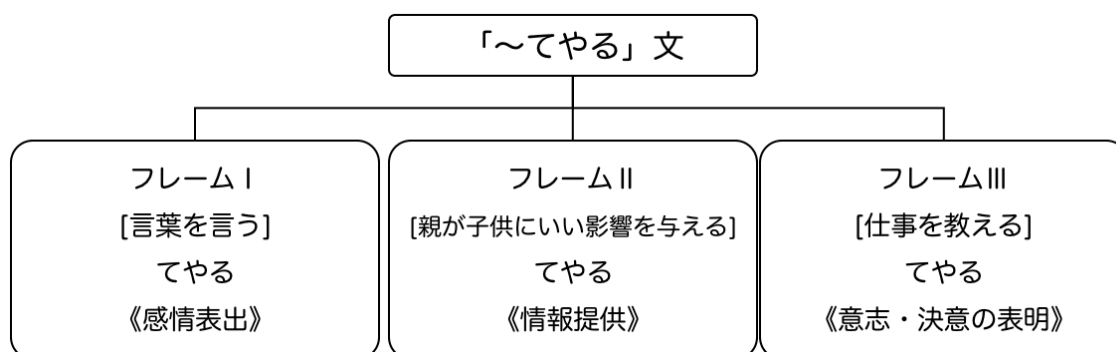 「～てやる」文
フレームⅠ
[言葉を言う]
てやる
《感情表出》
フレームⅡ
[親が子供にいい影響を与える]
てやる
《情報提供》
フレームⅢ
[仕事を教える]
てやる
《意志・決意の表明》